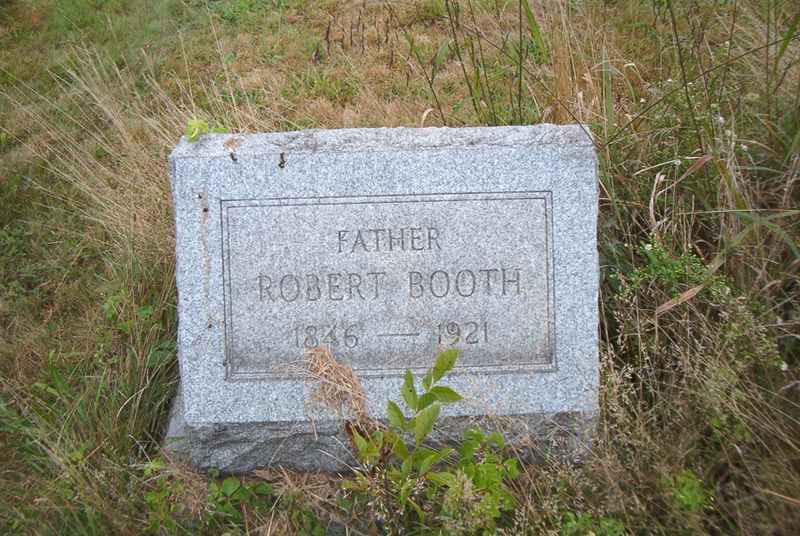 FATHER
ROBERT BOOTH
1846 — 1921